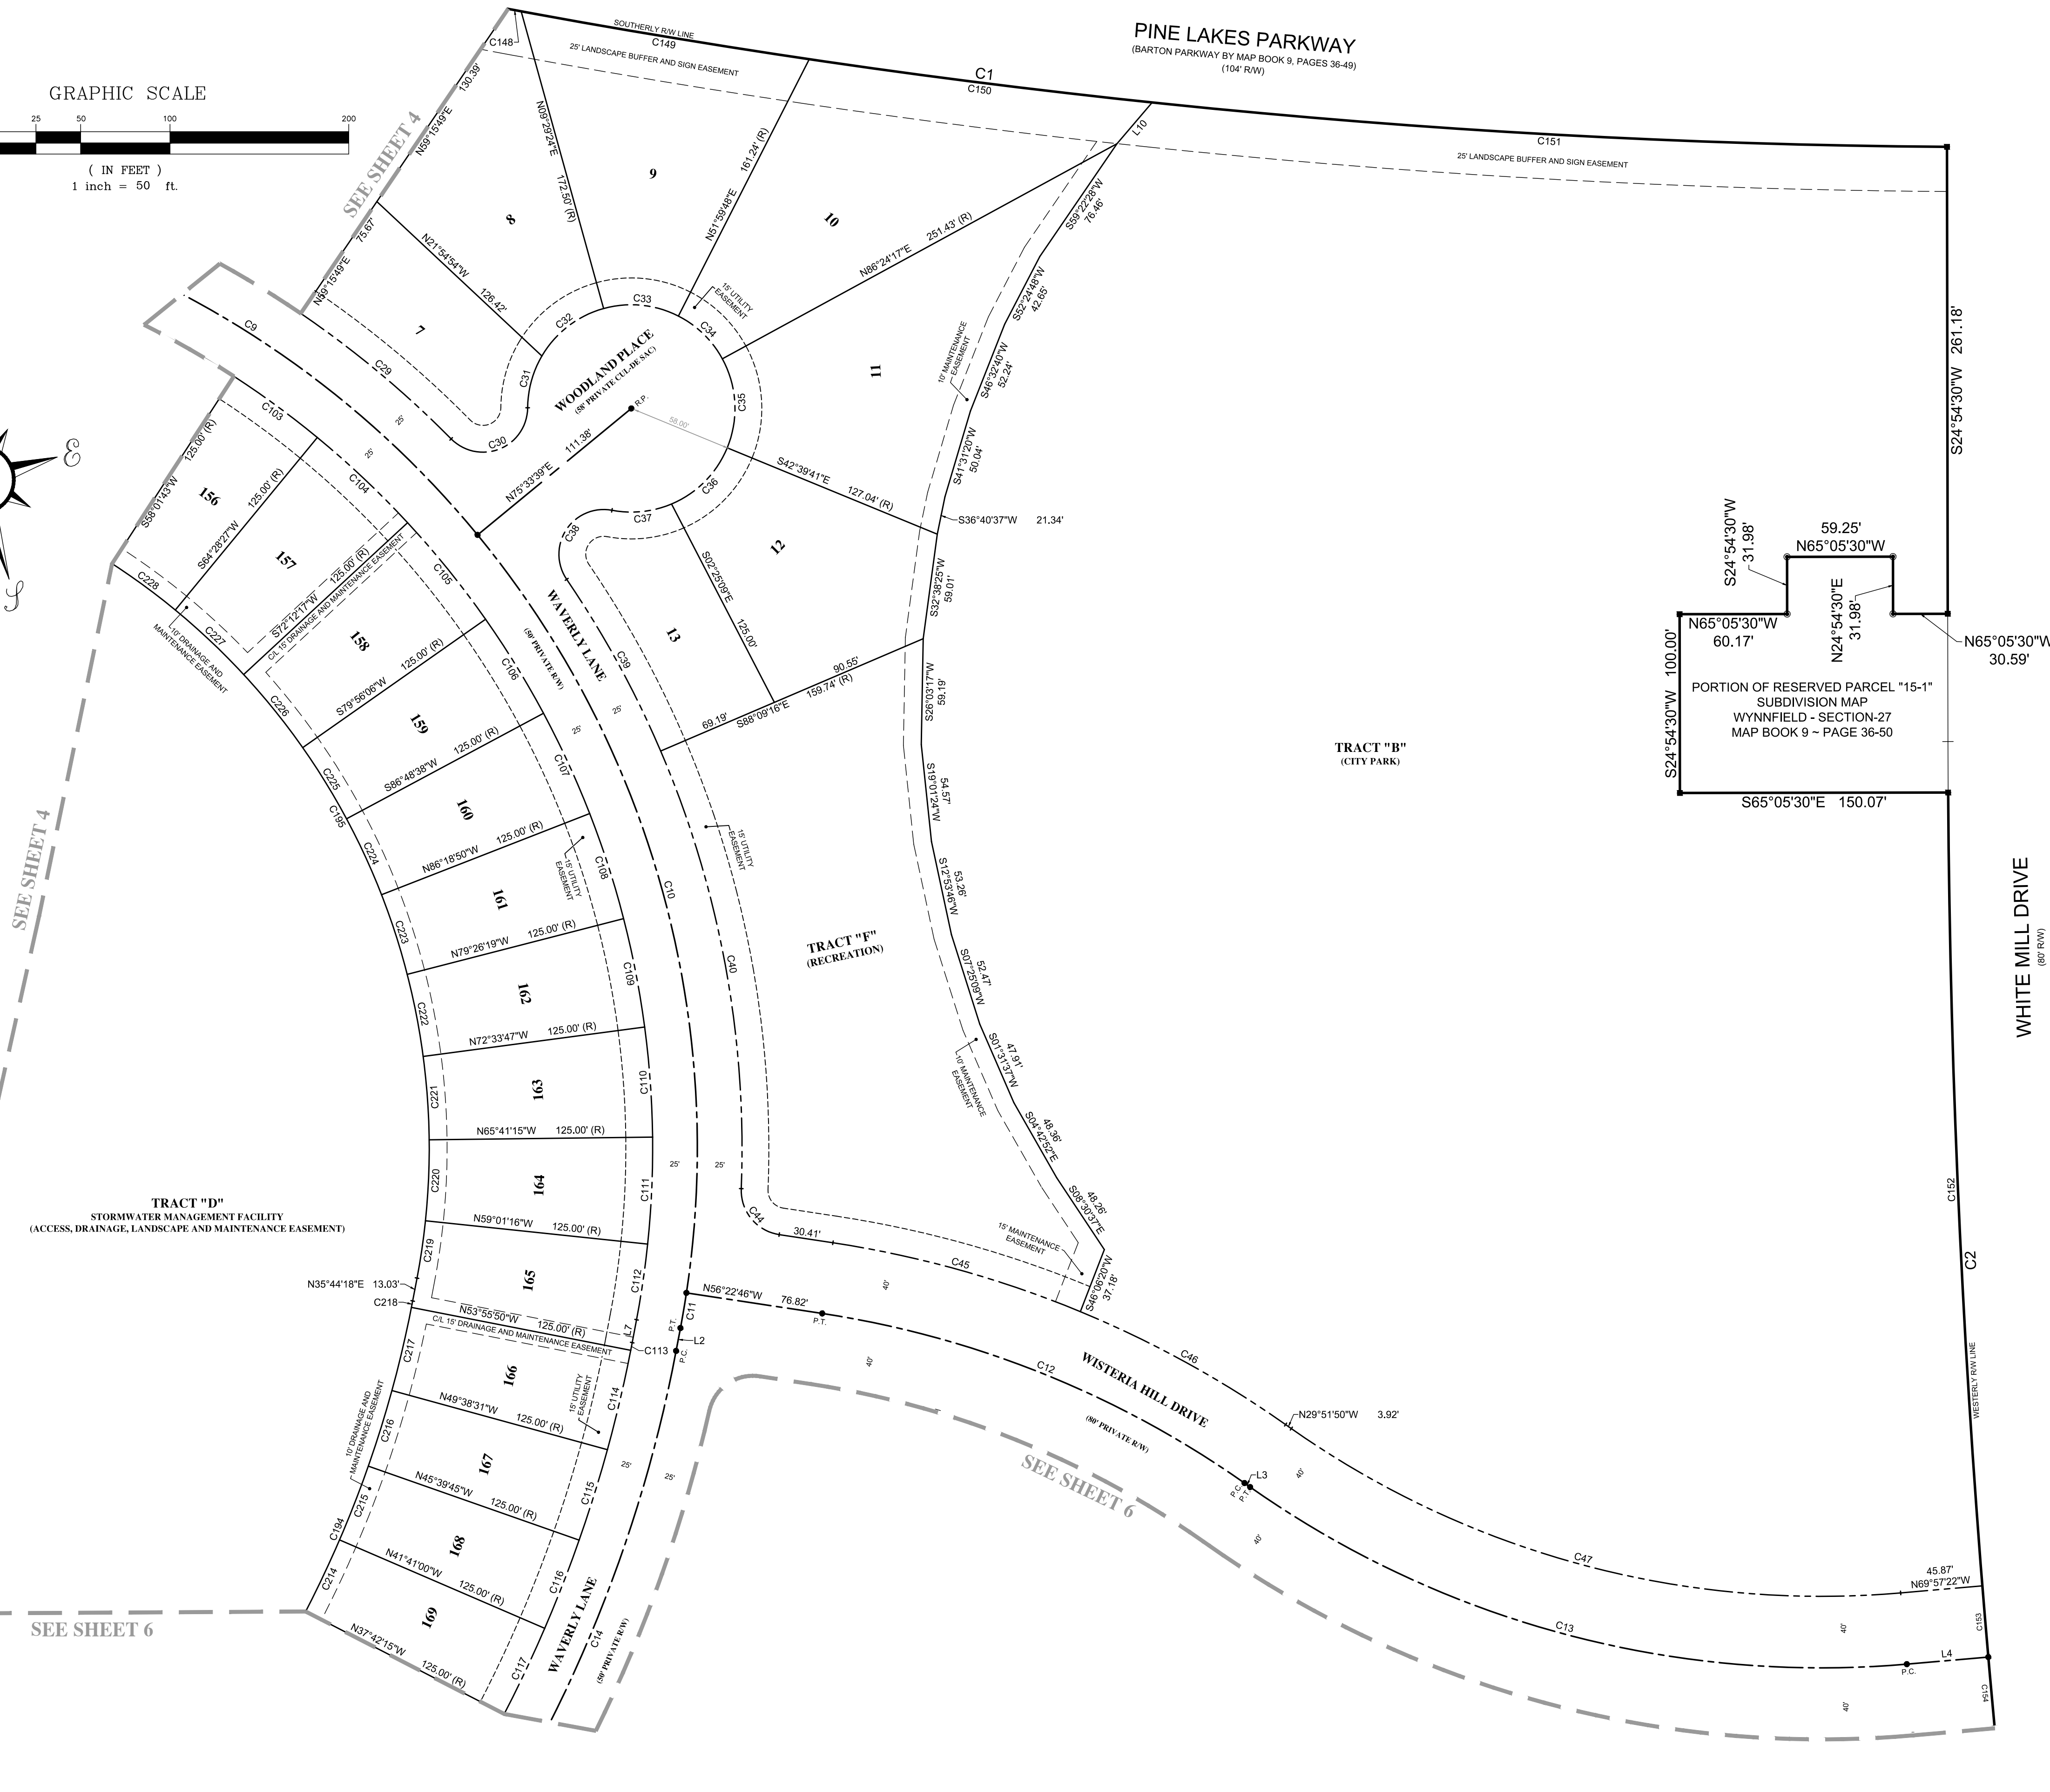 PINE LAKES PARKWAY
(BARTON PARKWAY BY MAP BOOK 9, PAGES 36-49)
(104' R/W)
SOUTHERLY R/W LINE
C148
C149
25' LANDSCAPE BUFFER AND SIGN EASEMENT
C1
C150
C151
25' LANDSCAPE BUFFER AND SIGN EASEMENT
L10
GRAPHIC SCALE
25 50 100 200
( IN FEET )
1 inch = 50 ft.
SEE SHEET 4
N59°15'49"E 130.39'
N59°15'49"E 75.67'
N09°29'24"E 172.50' (R)
N51°59'48"E 161.24' (R)
N86°24'17"E 251.43' (R)
N21°54'54"W 126.42'
7
8
9
10
11
12
13
C9
C29
C30
C31
C32
C33
C34
C35
C36
C37
C38
C39
15' UTILITY
EASEMENT
WOODLAND PLACE
(58' PRIVATE CUL-DE SAC)
R.P.
58.00'
N75°33'39"E 111.38'
S42°39'41"E 127.04' (R)
S02°25'09"E 125.00'
69.19'
90.55'
S88°09'16"E 159.74' (R)
S59°22'28"W
76.46'
S52°24'48"W
42.65'
S46°32'40"W
52.24'
S41°31'20"W
50.04'
S36°40'37"W 21.34'
S32°38'25"W
59.01'
S26°03'17"W
59.19'
54.57'
S19°01'24"W
53.26'
S12°53'46"W
52.47'
S07°25'09"W
47.91'
S01°31'37"W
48.36'
S04°42'52"E
48.26'
S08°30'37"E
S46°06'20"W
37.18'
10' MAINTENANCE
EASEMENT
10' MAINTENANCE
EASEMENT
15' MAINTENANCE
EASEMENT
E
S
C103
C104
C105
C106
C107
C108
C109
C110
C111
C112
C113
C114
C115
C116
C117
25'
25'
25'
25'
25'
25'
25'
25'
25'
WAVERLY LANE
(50' PRIVATE R/W)
C10
C40
C44
30.41'
C45
C46
C47
15' UTILITY
EASEMENT
TRACT "F"
(RECREATION)
TRACT "B"
(CITY PARK)
S24°54'30"W 261.18'
S24°54'30"W
31.98'
59.25'
N65°05'30"W
N24°54'30"E
31.98'
N65°05'30"W
30.59'
N65°05'30"W
60.17'
S24°54'30"W 100.00'
PORTION OF RESERVED PARCEL "15-1"
SUBDIVISION MAP
WYNNFIELD - SECTION-27
MAP BOOK 9 ~ PAGE 36-50
S65°05'30"E 150.07'
WHITE MILL DRIVE
(80' R/W)
WESTERLY R/W LINE
C152
C2
C153
C154
125.00' (R)
S58°01'43"W
156
S64°28'27"W 125.00' (R)
157
S72°12'17"W 125.00' (R)
C/L 15' DRAINAGE AND MAINTENANCE EASEMENT
158
S79°56'06"W 125.00' (R)
159
S86°48'38"W 125.00' (R)
160
N86°18'50"W 125.00' (R)
161
N79°26'19"W 125.00' (R)
162
N72°33'47"W 125.00' (R)
163
N65°41'15"W 125.00' (R)
164
N59°01'16"W 125.00' (R)
165
N53°55'50"W 125.00' (R)
C/L 15' DRAINAGE AND MAINTENANCE EASEMENT
166
N49°38'31"W 125.00' (R)
167
N45°39'45"W 125.00' (R)
168
N41°41'00"W 125.00' (R)
169
N37°42'15"W 125.00' (R)
C228
C227
C226
C225
C195
C224
C223
C222
C221
C220
C219
N35°44'18"E 13.03'
C218
C217
C216
C215
C194
C214
10' DRAINAGE AND
MAINTENANCE EASEMENT
10' DRAINAGE AND
MAINTENANCE EASEMENT
15' UTILITY
EASEMENT
15' UTILITY
EASEMENT
SEE SHEET 4
TRACT "D"
STORMWATER MANAGEMENT FACILITY
(ACCESS, DRAINAGE, LANDSCAPE AND MAINTENANCE EASEMENT)
SEE SHEET 6
L7
C11
P.T.
L2
P.C.
N56°22'46"W 76.82'
P.T.
C12
40'
40'
WISTERIA HILL DRIVE
(80' PRIVATE R/W)
N29°51'50"W 3.92'
L3
P.C.
P.T.
40'
40'
C13
45.87'
N69°57'22"W
40'
L4
P.C.
40'
SEE SHEET 6
WAVERLY LANE
C14
(50' PRIVATE R/W)